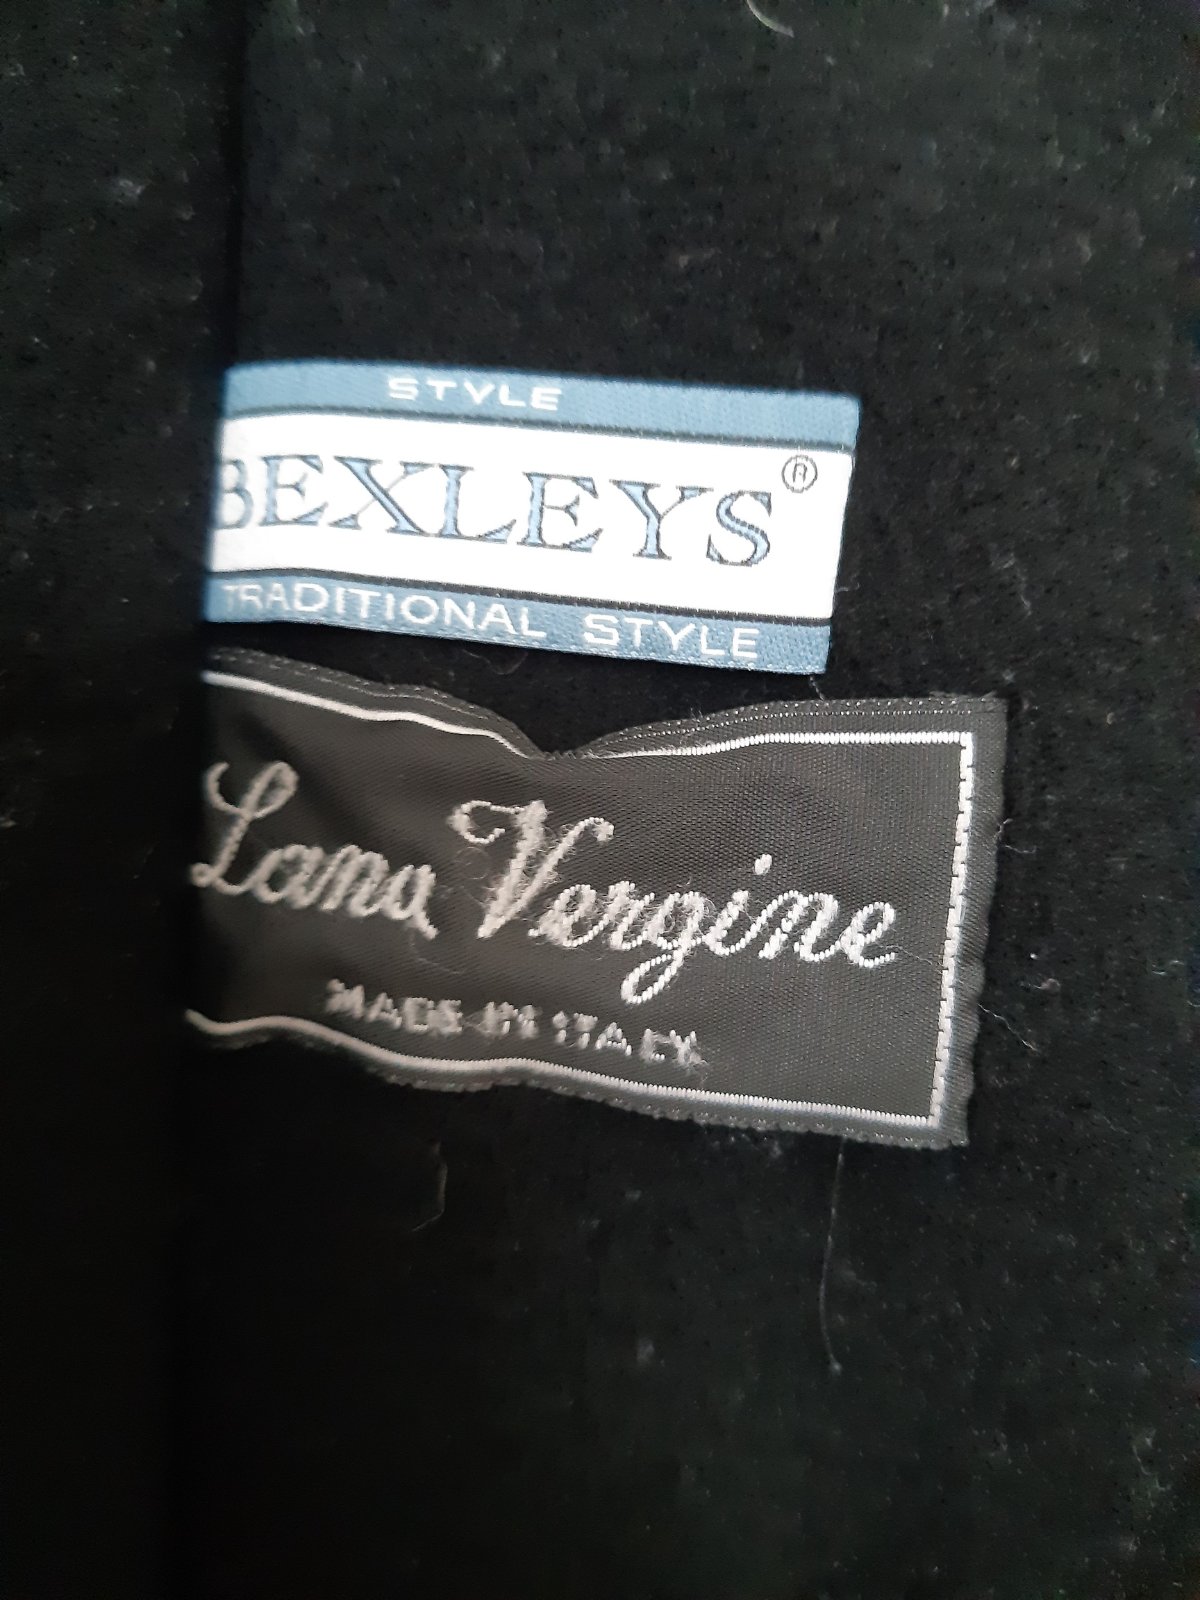 STYLE
BEXLEYS®
TRADITIONAL STYLE
Lana Vergine
MADE IN ITALY